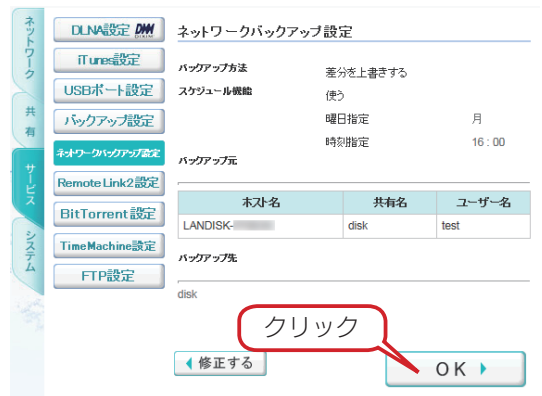 ネットワーク
共有
サービス
システム
DLNA設定 DiXiM
iTunes設定
USBポート設定
バックアップ設定
ネットワークバックアップ設定
Remote Link2設定
BitTorrent設定
TimeMachine設定
FTP設定
ネットワークバックアップ設定
バックアップ方法 差分を上書きする
スケジュール機能 使う
曜日指定 月
時刻指定 16 : 00
バックアップ元
ホスト名 共有名 ユーザー名
LANDISK- disk test
バックアップ先
disk
クリック
修正する
OK